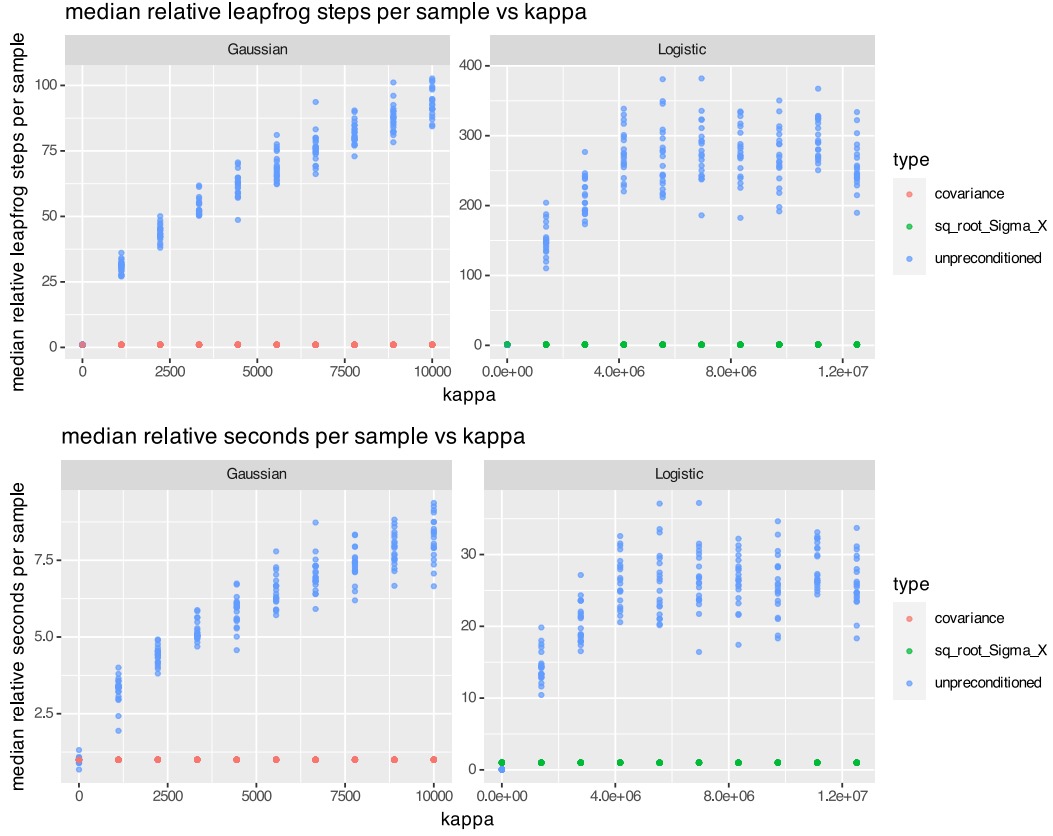 median relative leapfrog steps per sample vs kappa
Gaussian
Logistic
median relative leapfrog steps per sample
100
75
50
25
0
400
300
200
100
0
0
2500
5000
7500
10000
0.0e+00
4.0e+06
8.0e+06
1.2e+07
kappa
type
covariance
sq_root_Sigma_X
unpreconditioned
median relative seconds per sample vs kappa
Gaussian
Logistic
median relative seconds per sample
7.5
5.0
2.5
30
20
10
0
0
2500
5000
7500
10000
0.0e+00
4.0e+06
8.0e+06
1.2e+07
kappa
type
covariance
sq_root_Sigma_X
unpreconditioned